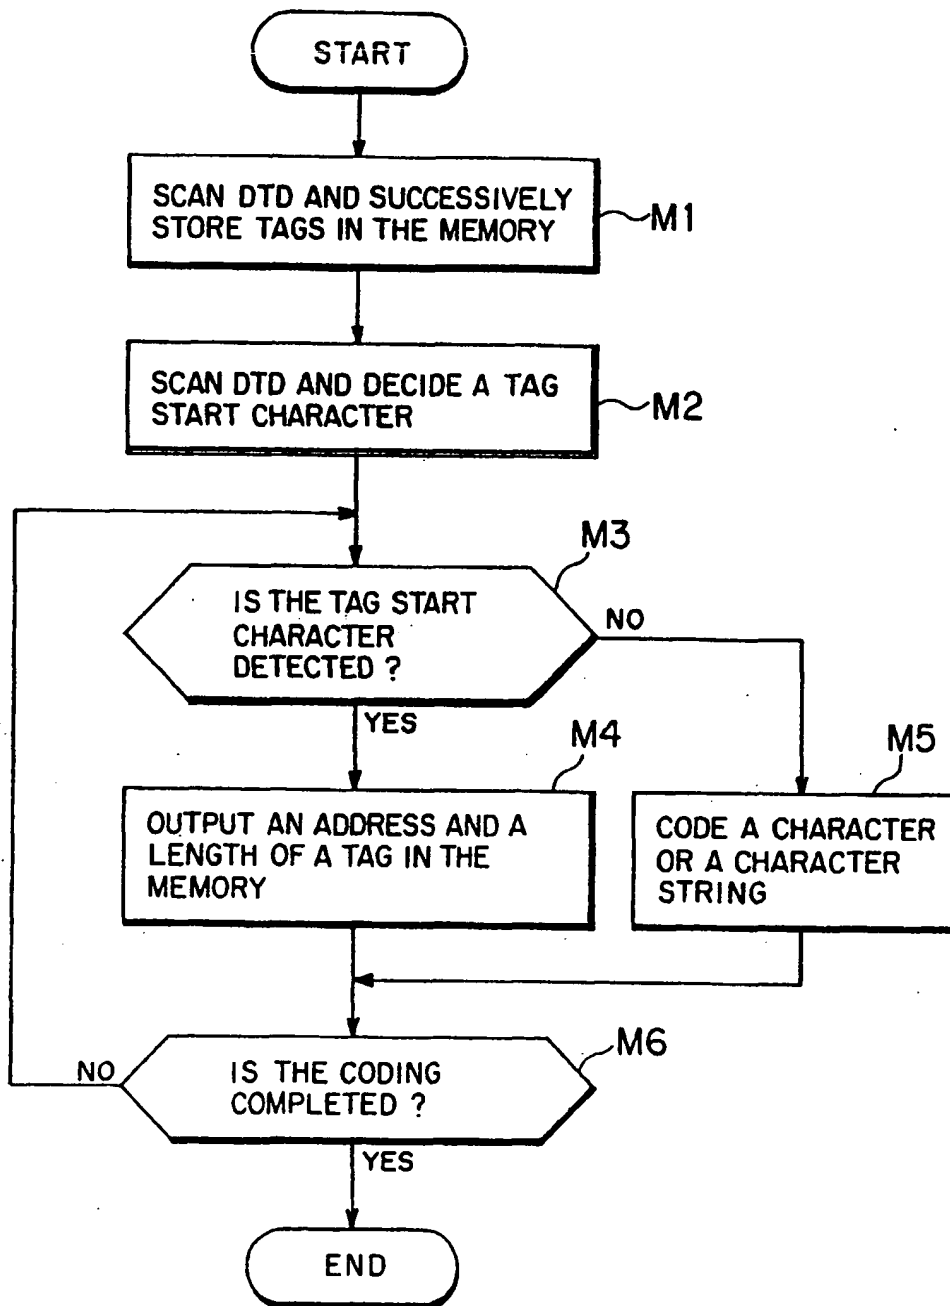 START
SCAN DTD AND SUCCESSIVELY
STORE TAGS IN THE MEMORY
M1
SCAN DTD AND DECIDE A TAG
START CHARACTER
M2
M3
IS THE TAG START
CHARACTER
DETECTED ?
NO
YES
M4
M5
OUTPUT AN ADDRESS AND A
LENGTH OF A TAG IN THE
MEMORY
CODE A CHARACTER
OR A CHARACTER
STRING
M6
NO
IS THE CODING
COMPLETED ?
YES
END